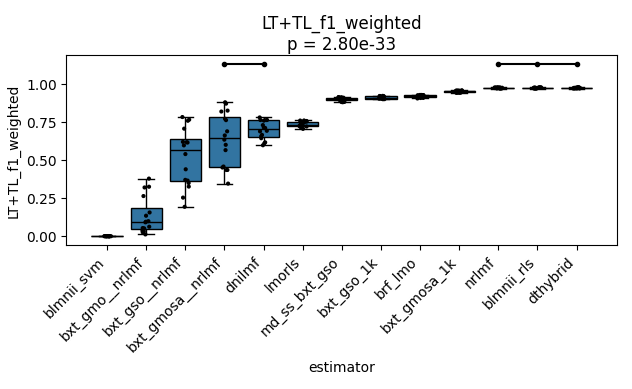 LT+TL_f1_weighted
p = 2.80e-33
LT+TL_f1_weighted
1.00
0.75
0.50
0.25
0.00
blmnii_svm
bxt_gmo__nrlmf
bxt_gso__nrlmf
bxt_gmosa__nrlmf
dnilmf
lmorls
md_ss_bxt_gso
bxt_gso_1k
brf_lmo
bxt_gmosa_1k
nrlmf
blmnii_rls
dthybrid
estimator